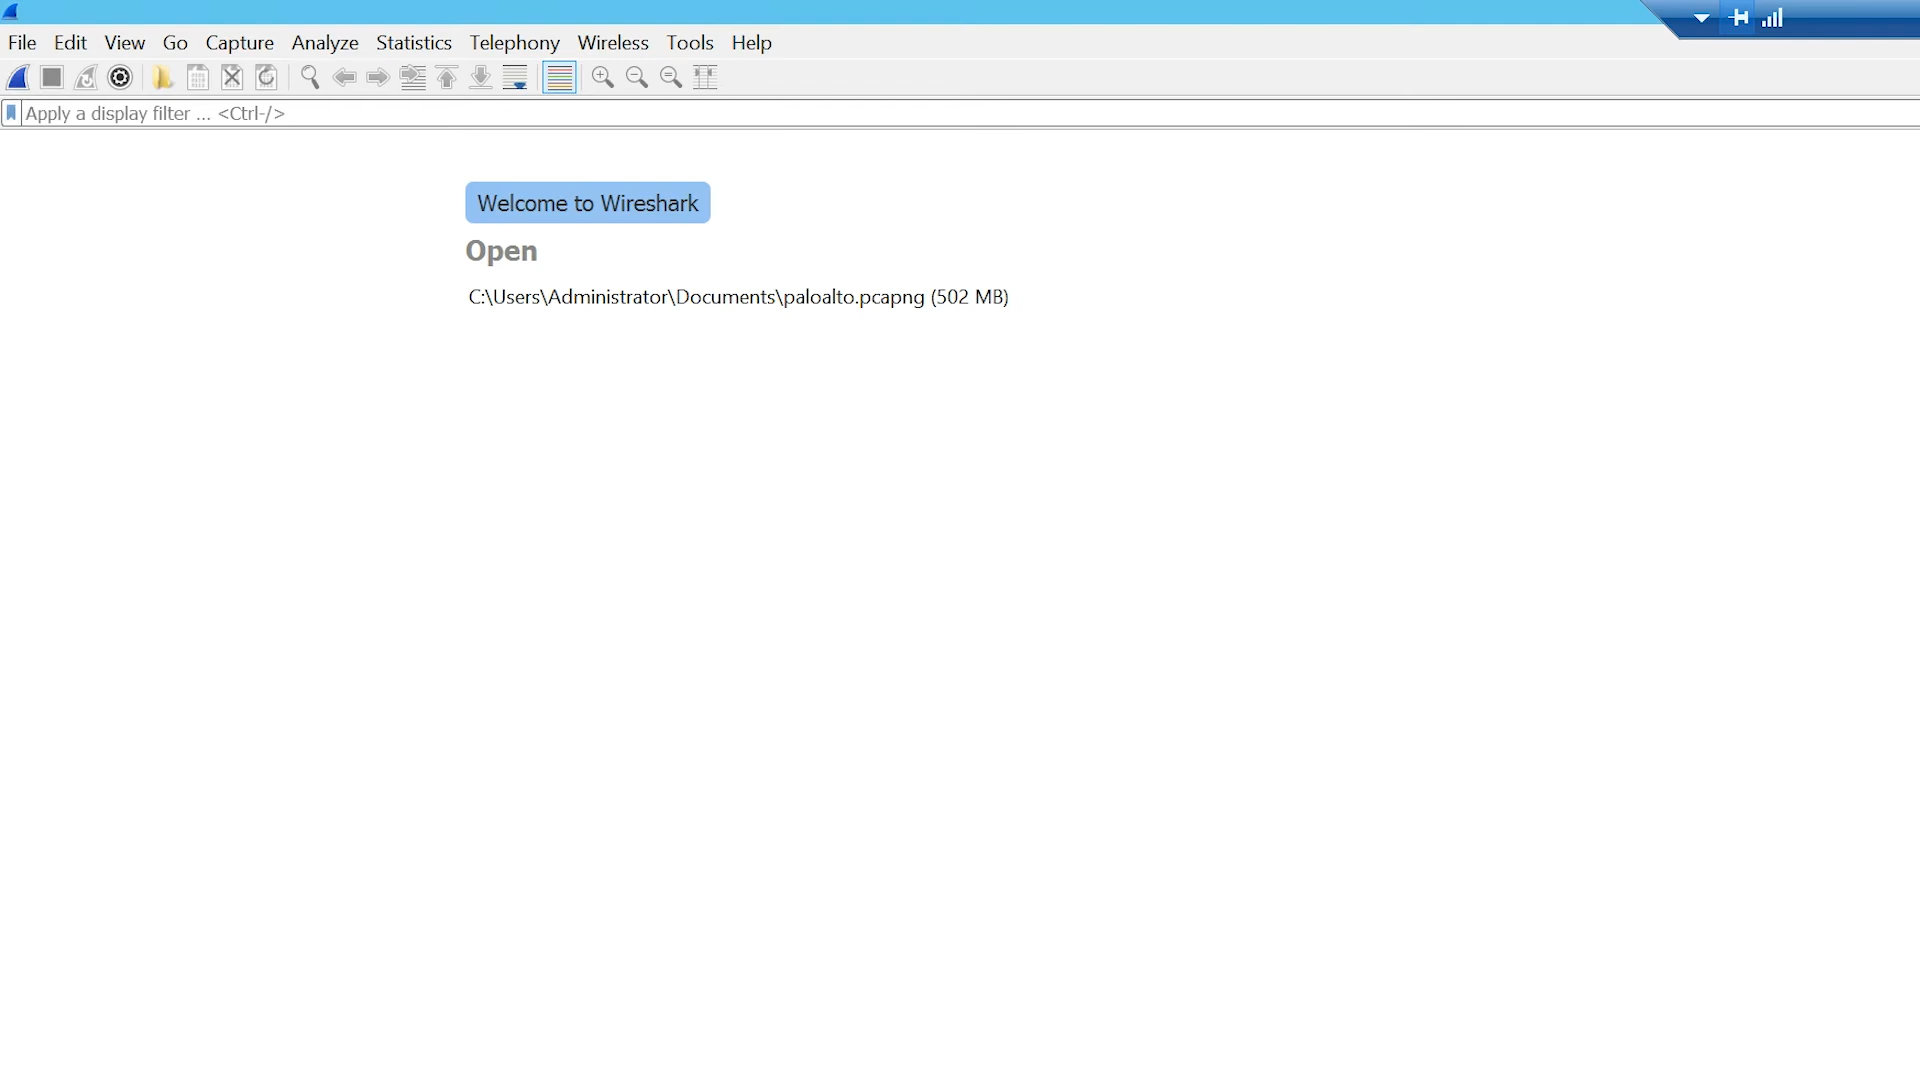 File Edit View Go Capture Analyze Statistics Telephony Wireless Tools Help
Apply a display filter ... <Ctrl-/>
Welcome to Wireshark
Open
C:\Users\Administrator\Documents\paloalto.pcapng (502 MB)